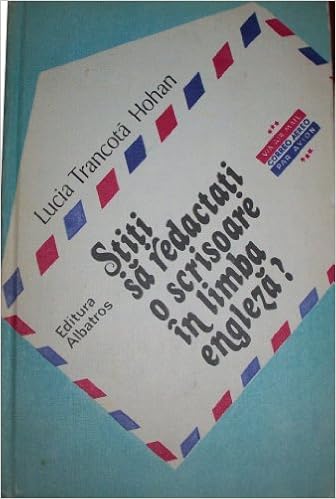 Lucia Trancotă Hohan
VIA AIR MAIL
CORREO AEREO
PAR AVION
Știți
să redactați
o scrisoare
în limba
engleză?
Editura
Albatros